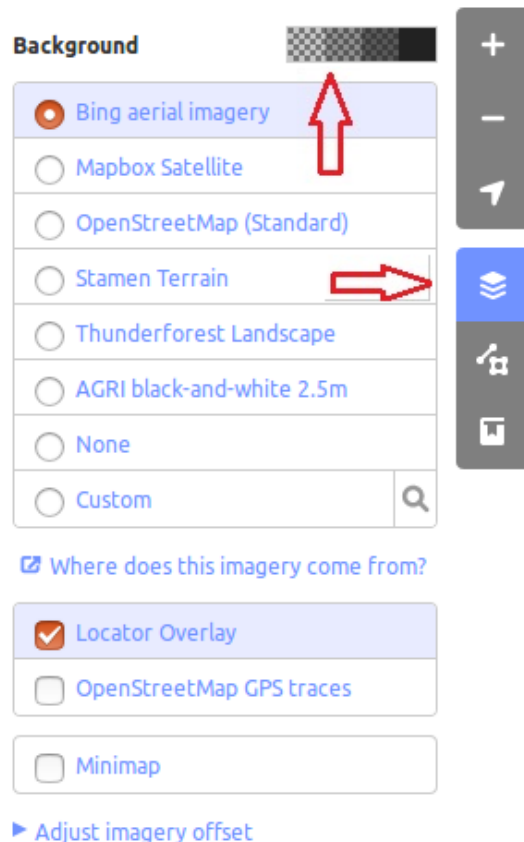 Background
Bing aerial imagery
Mapbox Satellite
OpenStreetMap (Standard)
Stamen Terrain
Thunderforest Landscape
AGRI black-and-white 2.5m
None
Custom
Where does this imagery come from?
Locator Overlay
OpenStreetMap GPS traces
Minimap
Adjust imagery offset